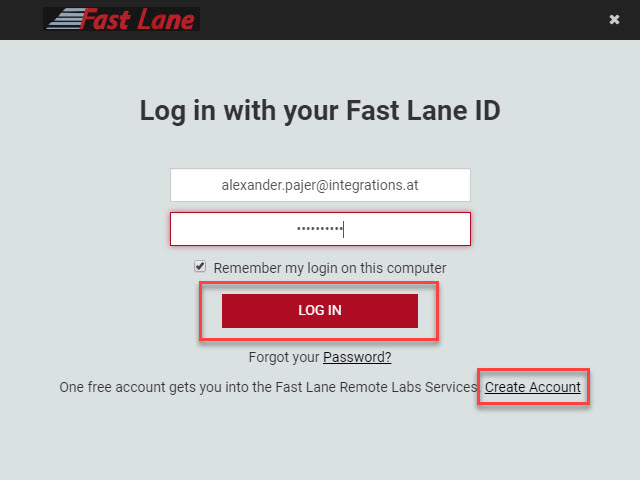 Fast Lane
Log in with your Fast Lane ID
alexander.pajer@integrations.at
••••••••••
Remember my login on this computer
LOG IN
Forgot your Password?
One free account gets you into the Fast Lane Remote Labs Services. Create Account